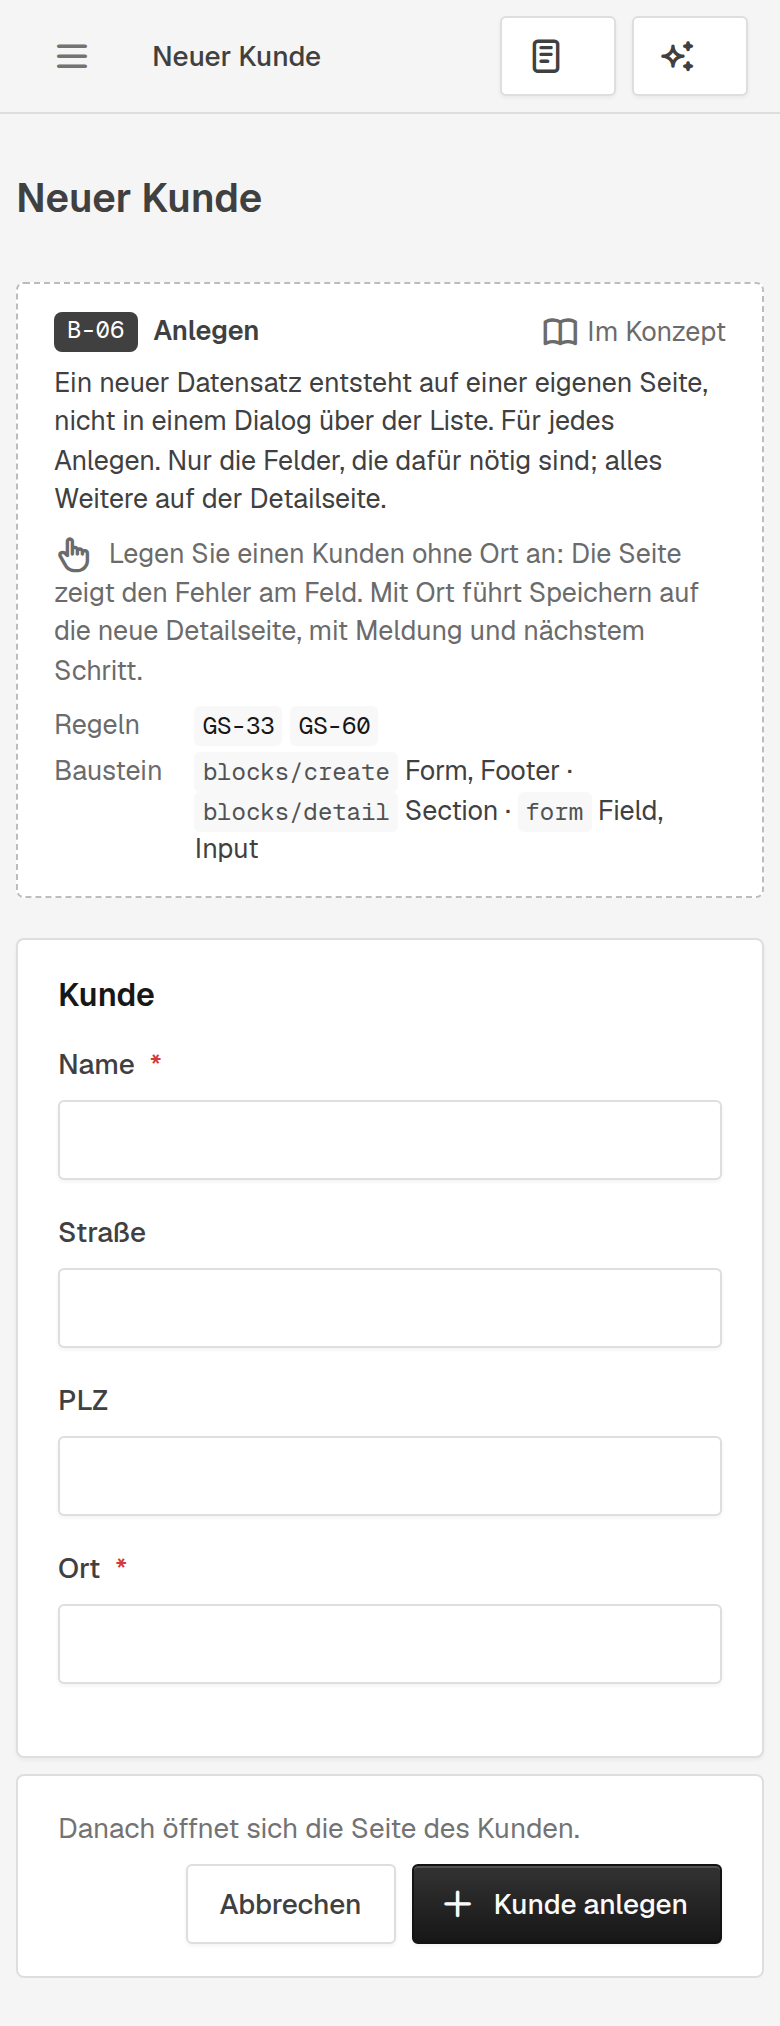 Neuer Kunde
Neuer Kunde
B-06 Anlegen Im Konzept
Ein neuer Datensatz entsteht auf einer eigenen Seite,
nicht in einem Dialog über der Liste. Für jedes
Anlegen. Nur die Felder, die dafür nötig sind; alles
Weitere auf der Detailseite.
Legen Sie einen Kunden ohne Ort an: Die Seite
zeigt den Fehler am Feld. Mit Ort führt Speichern auf
die neue Detailseite, mit Meldung und nächstem
Schritt.
Regeln GS-33 GS-60
Baustein blocks/create Form, Footer ·
blocks/detail Section · form Field,
Input
Kunde
Name *
Straße
PLZ
Ort *
Danach öffnet sich die Seite des Kunden.
Abbrechen Kunde anlegen